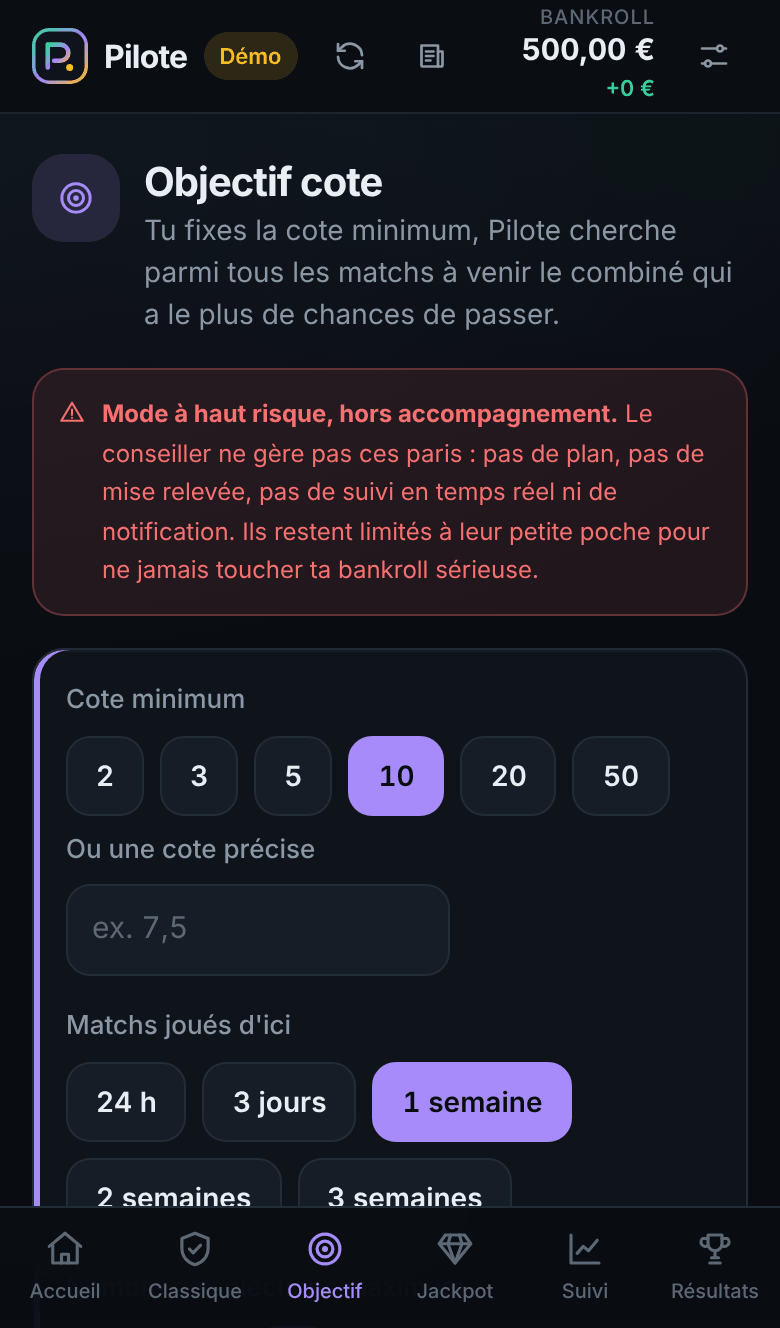 Pilote
Démo
BANKROLL
500,00 €
+0 €
Objectif cote
Tu fixes la cote minimum, Pilote cherche
parmi tous les matchs à venir le combiné qui
a le plus de chances de passer.
Mode à haut risque, hors accompagnement. Le
conseiller ne gère pas ces paris : pas de plan, pas de
mise relevée, pas de suivi en temps réel ni de
notification. Ils restent limités à leur petite poche pour
ne jamais toucher ta bankroll sérieuse.
Cote minimum
2 3 5 10 20 50
Ou une cote précise
ex. 7,5
Matchs joués d'ici
24 h 3 jours 1 semaine
2 semaines 3 semaines
Accueil Classique Objectif Jackpot Suivi Résultats